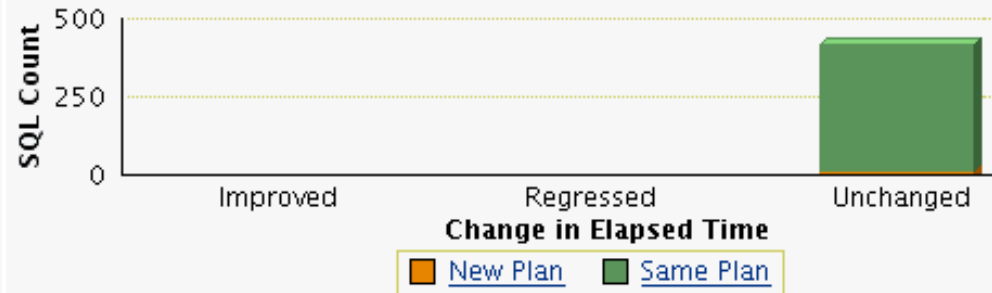 500
SQL Count
250
0
Improved Regressed Unchanged
Change in Elapsed Time
New Plan Same Plan